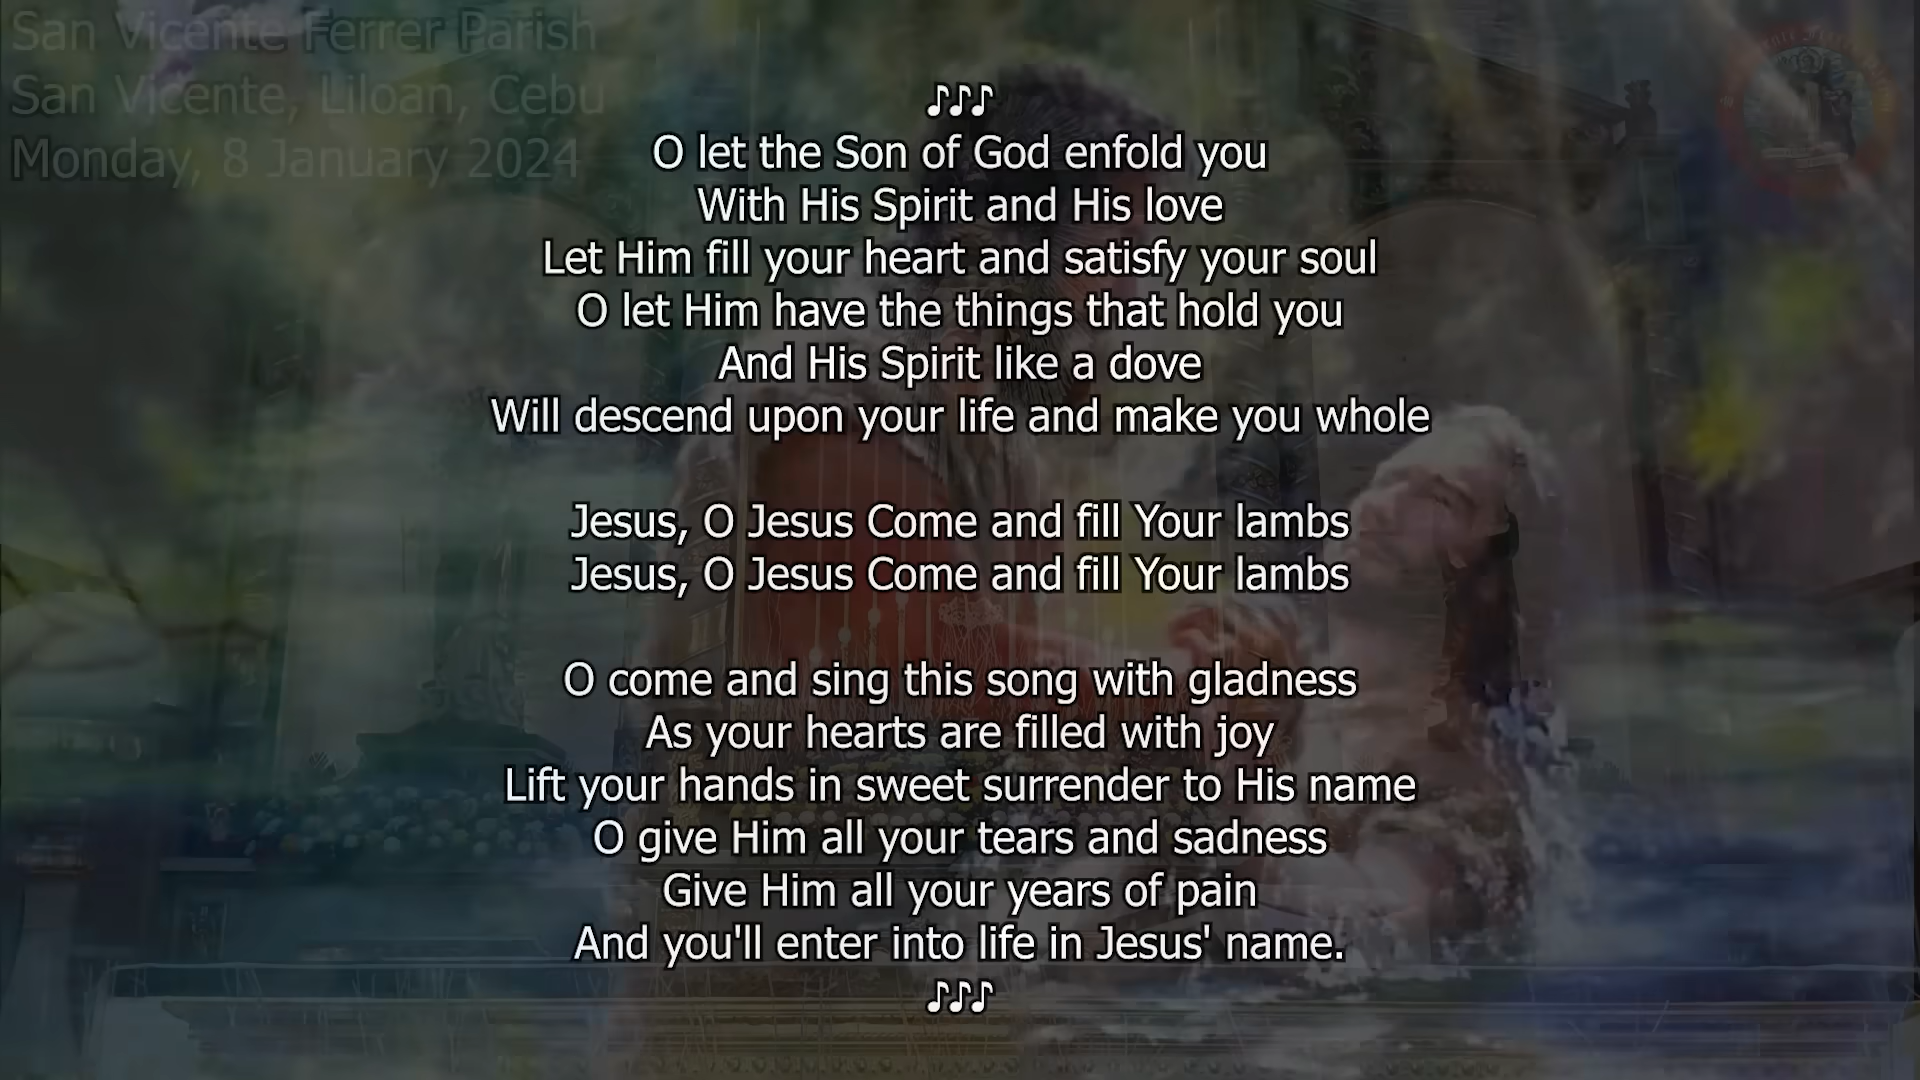 San Vicente Ferrer Parish
San Vicente, Liloan, Cebu
Monday, 8 January 2024
♪♪♪
O let the Son of God enfold you
With His Spirit and His love
Let Him fill your heart and satisfy your soul
O let Him have the things that hold you
And His Spirit like a dove
Will descend upon your life and make you whole
Jesus, O Jesus Come and fill Your lambs
Jesus, O Jesus Come and fill Your lambs
O come and sing this song with gladness
As your hearts are filled with joy
Lift your hands in sweet surrender to His name
O give Him all your tears and sadness
Give Him all your years of pain
And you'll enter into life in Jesus' name.
♪♪♪